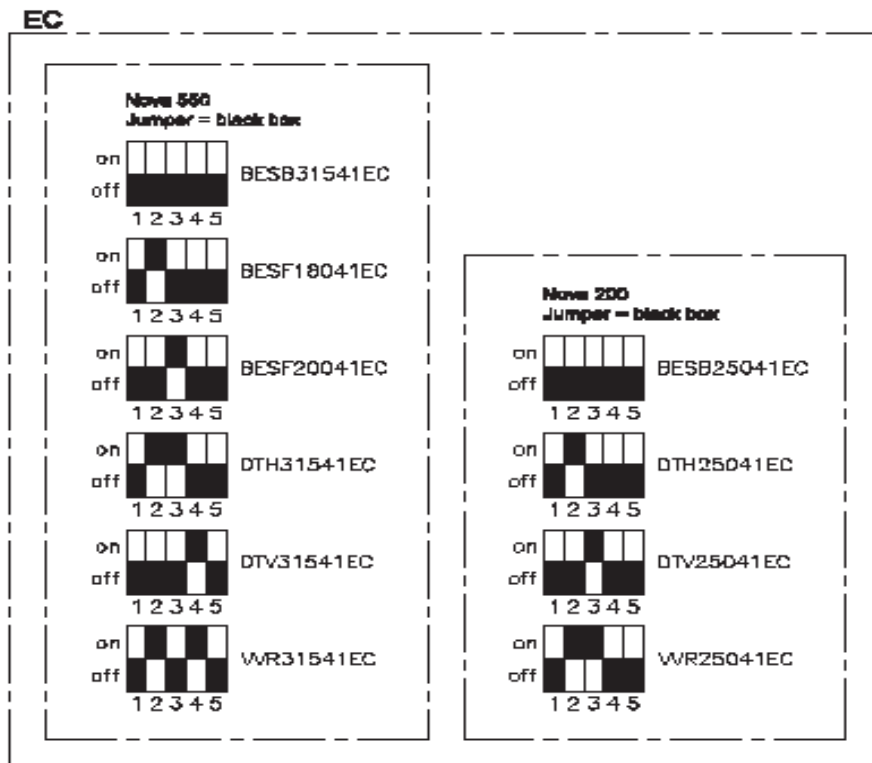 EC
Nova 550
Jumper = black box
on
off
BESB31541EC
1 2 3 4 5
on
off
BESF18041EC
1 2 3 4 5
on
off
BESF20041EC
1 2 3 4 5
on
off
DTH31541EC
1 2 3 4 5
on
off
DTV31541EC
1 2 3 4 5
on
off
VVR31541EC
1 2 3 4 5
Nova 200
Jumper = black box
on
off
BESB25041EC
1 2 3 4 5
on
off
DTH25041EC
1 2 3 4 5
on
off
DTV25041EC
1 2 3 4 5
on
off
VVR25041EC
1 2 3 4 5